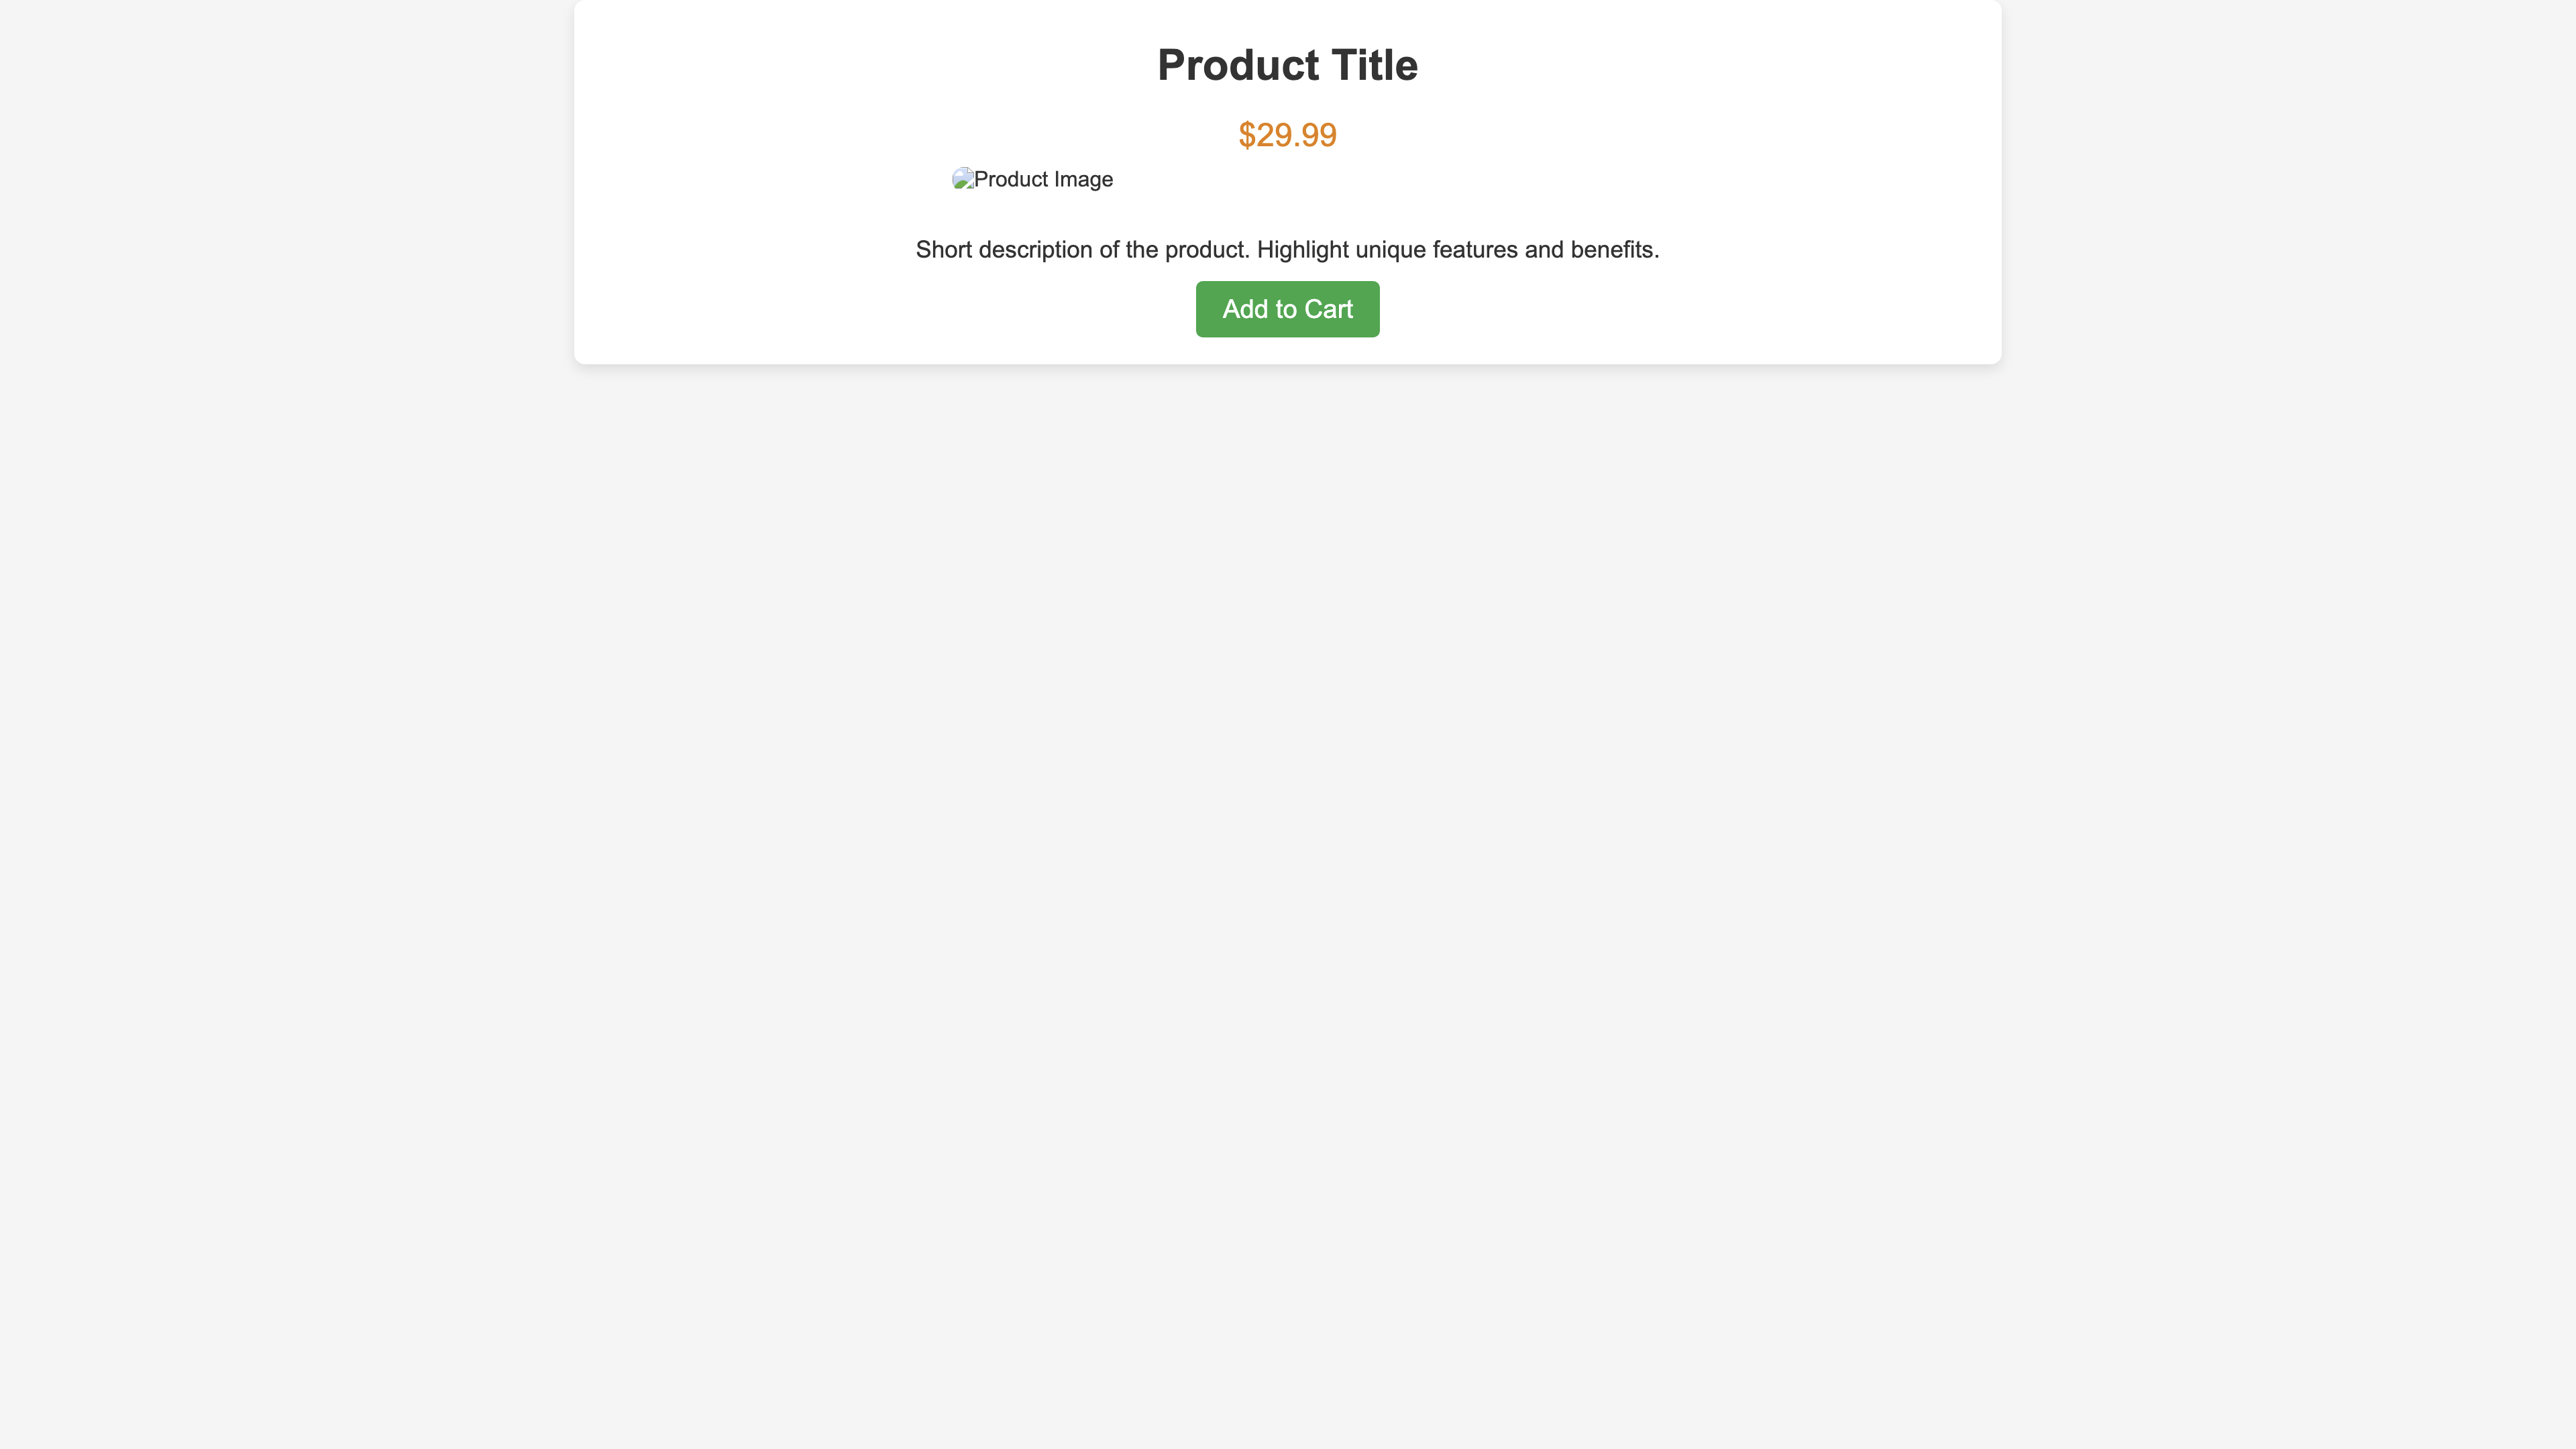 Product Title
$29.99
Product Image
Short description of the product. Highlight unique features and benefits.
Add to Cart